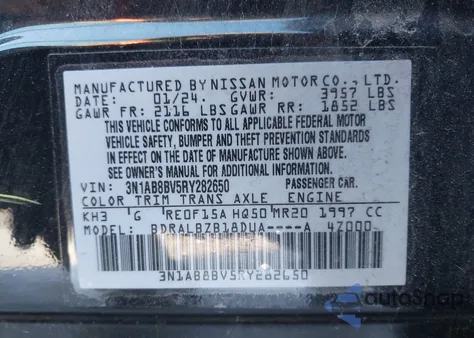 MANUFACTURED BY NISSAN MOTOR CO., LTD.
DATE: 01/24. GVWR: 3957 LBS
GAWR FR: 2116 LBS GAWR RR: 1852 LBS
THIS VEHICLE CONFORMS TO ALL APPLICABLE FEDERAL MOTOR
VEHICLE SAFETY, BUMPER AND THEFT PREVENTION STANDARDS
IN EFFECT ON THE DATE OF MANUFACTURE SHOWN ABOVE.
SEE OWNER'S MANUAL FOR ADDITIONAL INFORMATION.
VIN: 3N1AB8BV5RY282650 PASSENGER CAR.
COLOR TRIM TRANS AXLE ENGINE
KH3 G RE0F15A HQ50 MR20 1997 CC
MODEL: BDRALBZB18DUA----A 4Z000
3N1AB8BV5RY282650
autoSnap